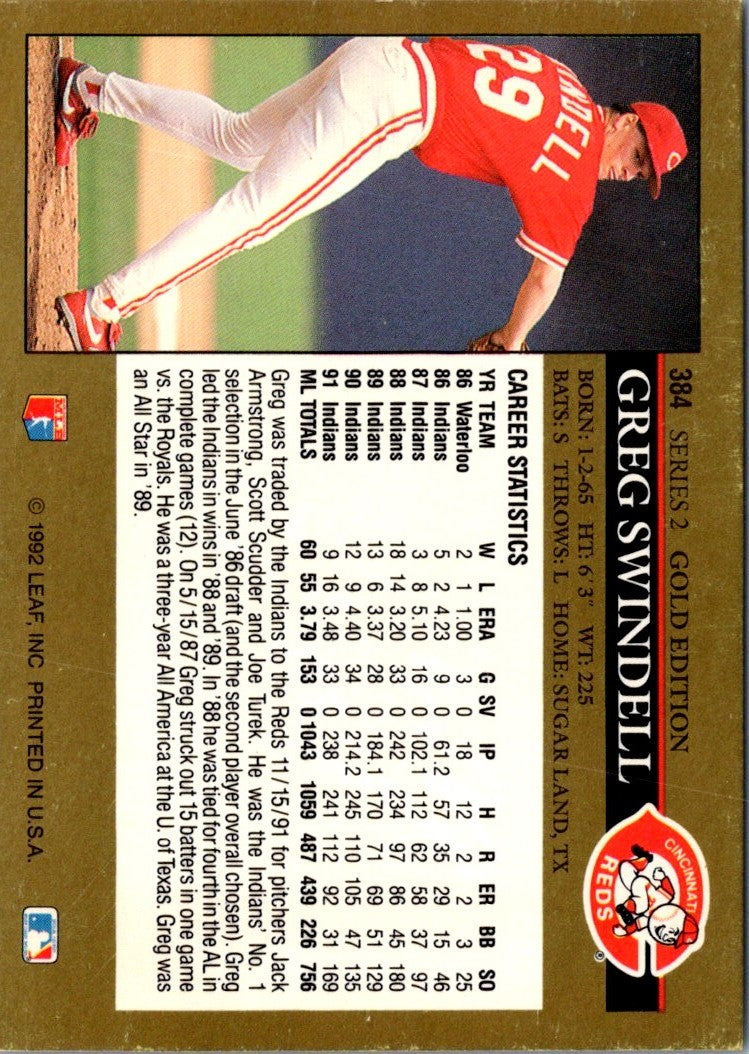 384 SERIES 2 GOLD EDITION
GREG SWINDELL
BORN: 1-2-65 HT: 6'3" WT: 225
BATS: S THROWS: L HOME: SUGAR LAND, TX
CINCINNATI
REDS
®
INDELL
29
C
CAREER STATISTICS
YR TEAM W L ERA G SV IP H R ER BB SO
86 Waterloo 2 1 1.00 3 0 18 12 2 2 3 25
86 Indians 5 2 4.23 9 0 61.2 57 35 29 15 46
87 Indians 3 8 5.10 16 0 102.1 112 62 58 37 97
88 Indians 18 14 3.20 33 0 242 234 97 86 45 180
89 Indians 13 6 3.37 28 0 184.1 170 71 69 51 129
90 Indians 12 9 4.40 34 0 214.2 245 110 105 47 135
91 Indians 9 16 3.48 33 0 238 241 112 92 31 169
ML TOTALS 60 55 3.79 153 0 1043 1059 487 439 226 756
Greg was traded by the Indians to the Reds 11/15/91 for pitchers Jack
Armstrong, Scott Scudder and Joe Turek. He was the Indians' No. 1
selection in the June '86 draft (and the second player overall chosen). Greg
led the Indians in wins in '88 and '89. In '88 he was tied for fourth in the AL in
complete games (12). On 5/15/87 Greg struck out 15 batters in one game
vs. the Royals. He was a three-year All America at the U. of Texas. Greg was
an All Star in '89.
© 1992 LEAF, INC PRINTED IN U.S.A.